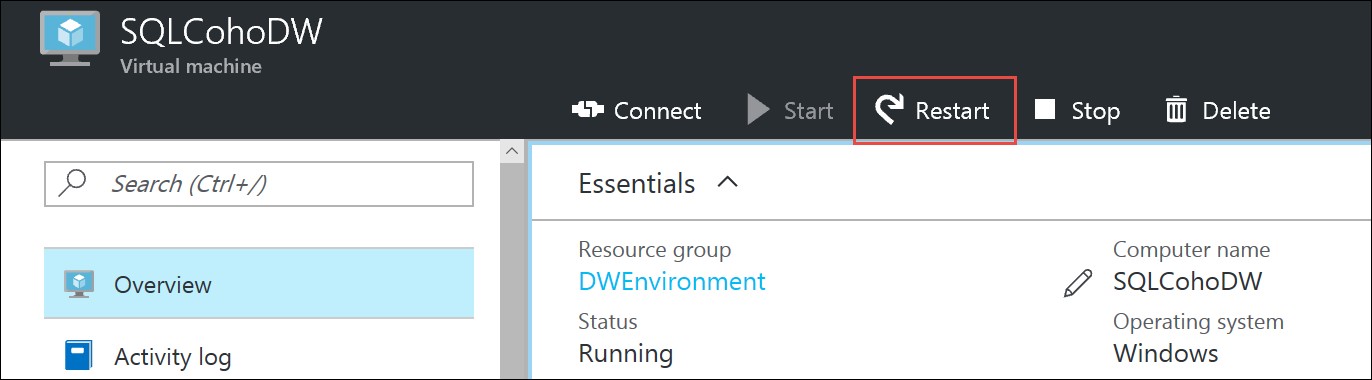 SQLCohoDW
Virtual machine
Connect Start Restart Stop Delete
Search (Ctrl+/)
Essentials
Overview
Activity log
Resource group
DWEnvironment
Status
Running
Computer name
SQLCohoDW
Operating system
Windows